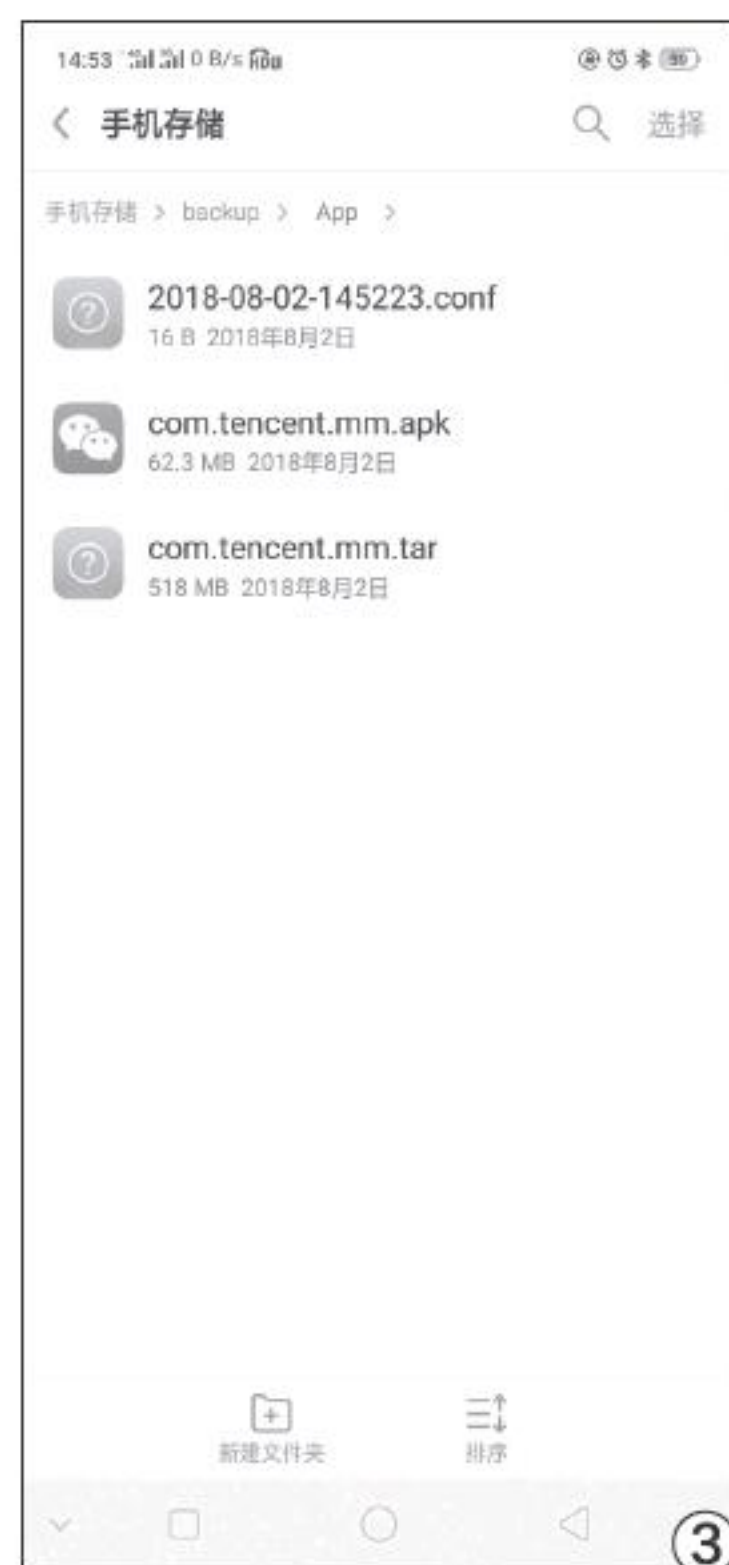 14:53 0 B/s
手机存储
选择
手机存储 > backup > App >
2018-08-02-145223.conf
16 B 2018年8月2日
com.tencent.mm.apk
62.3 MB 2018年8月2日
com.tencent.mm.tar
518 MB 2018年8月2日
新建文件夹
排序
③